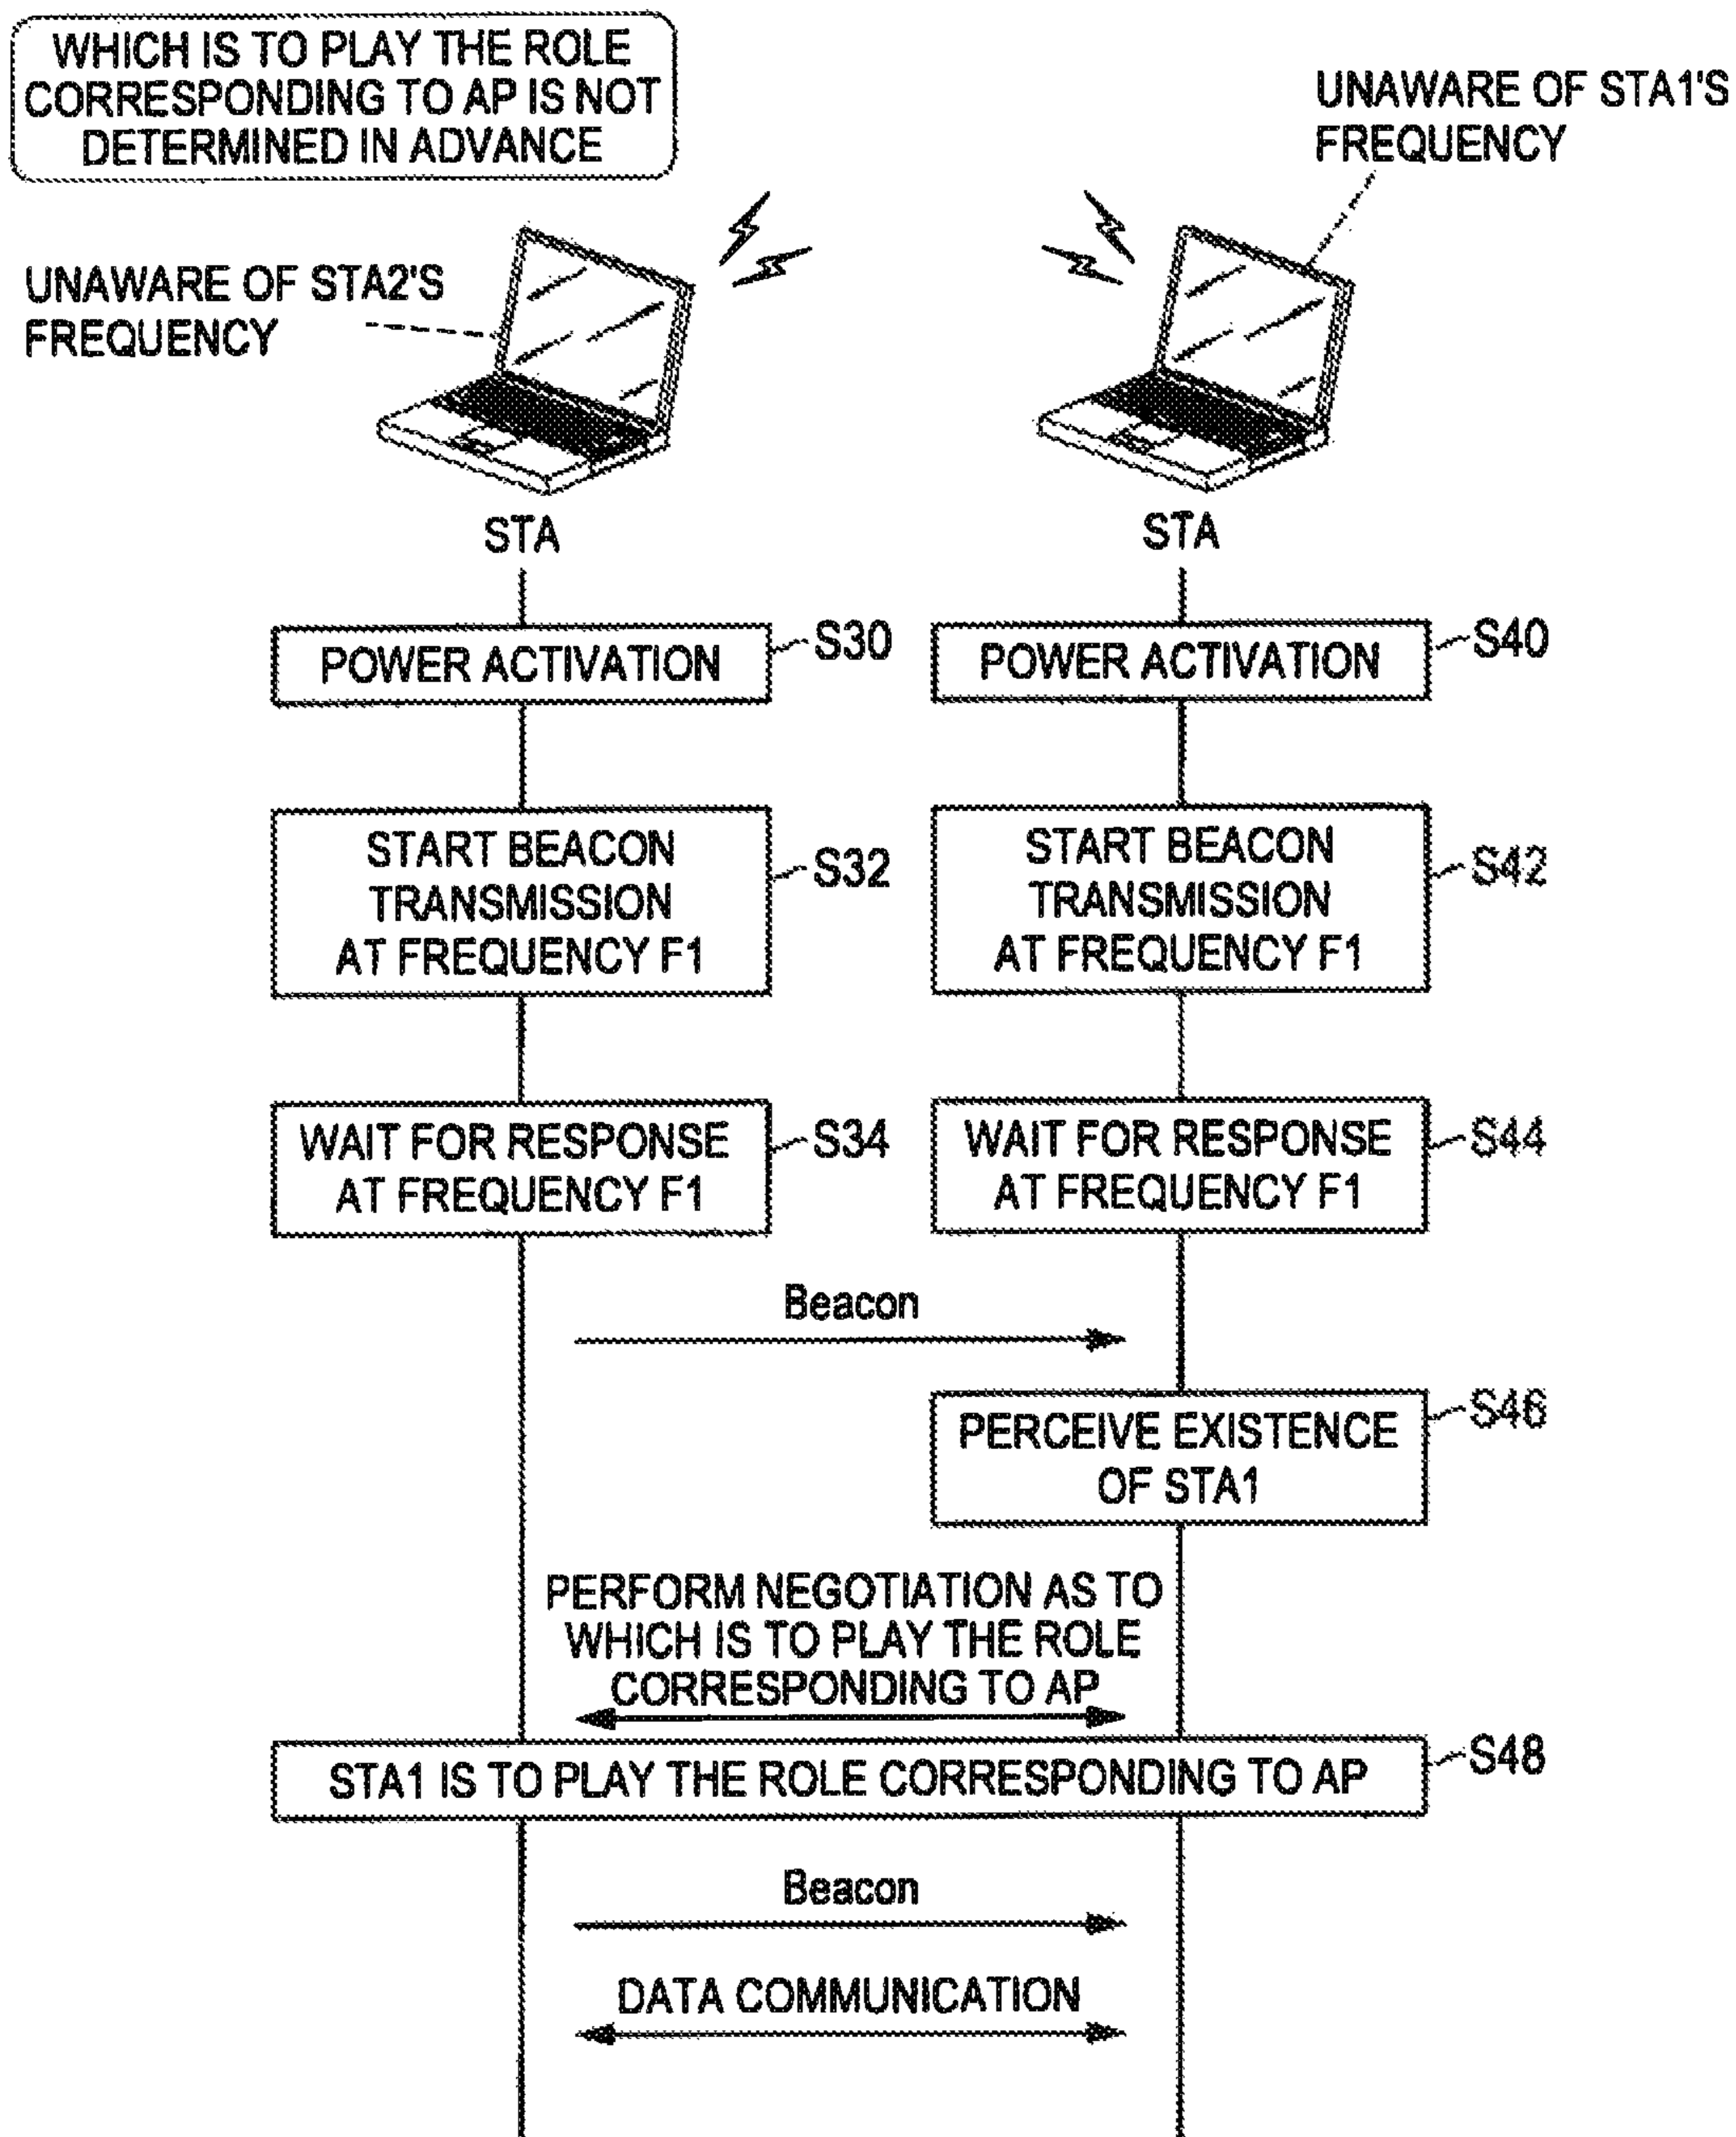 WHICH IS TO PLAY THE ROLE
CORRESPONDING TO AP IS NOT
DETERMINED IN ADVANCE
UNAWARE OF STA1'S
FREQUENCY
UNAWARE OF STA2'S
FREQUENCY
STA
STA
POWER ACTIVATION
S30
POWER ACTIVATION
S40
START BEACON
TRANSMISSION
AT FREQUENCY F1
S32
START BEACON
TRANSMISSION
AT FREQUENCY F1
S42
WAIT FOR RESPONSE
AT FREQUENCY F1
S34
WAIT FOR RESPONSE
AT FREQUENCY F1
S44
Beacon
PERCEIVE EXISTENCE
OF STA1
S46
PERFORM NEGOTIATION AS TO
WHICH IS TO PLAY THE ROLE
CORRESPONDING TO AP
STA1 IS TO PLAY THE ROLE CORRESPONDING TO AP
S48
Beacon
DATA COMMUNICATION